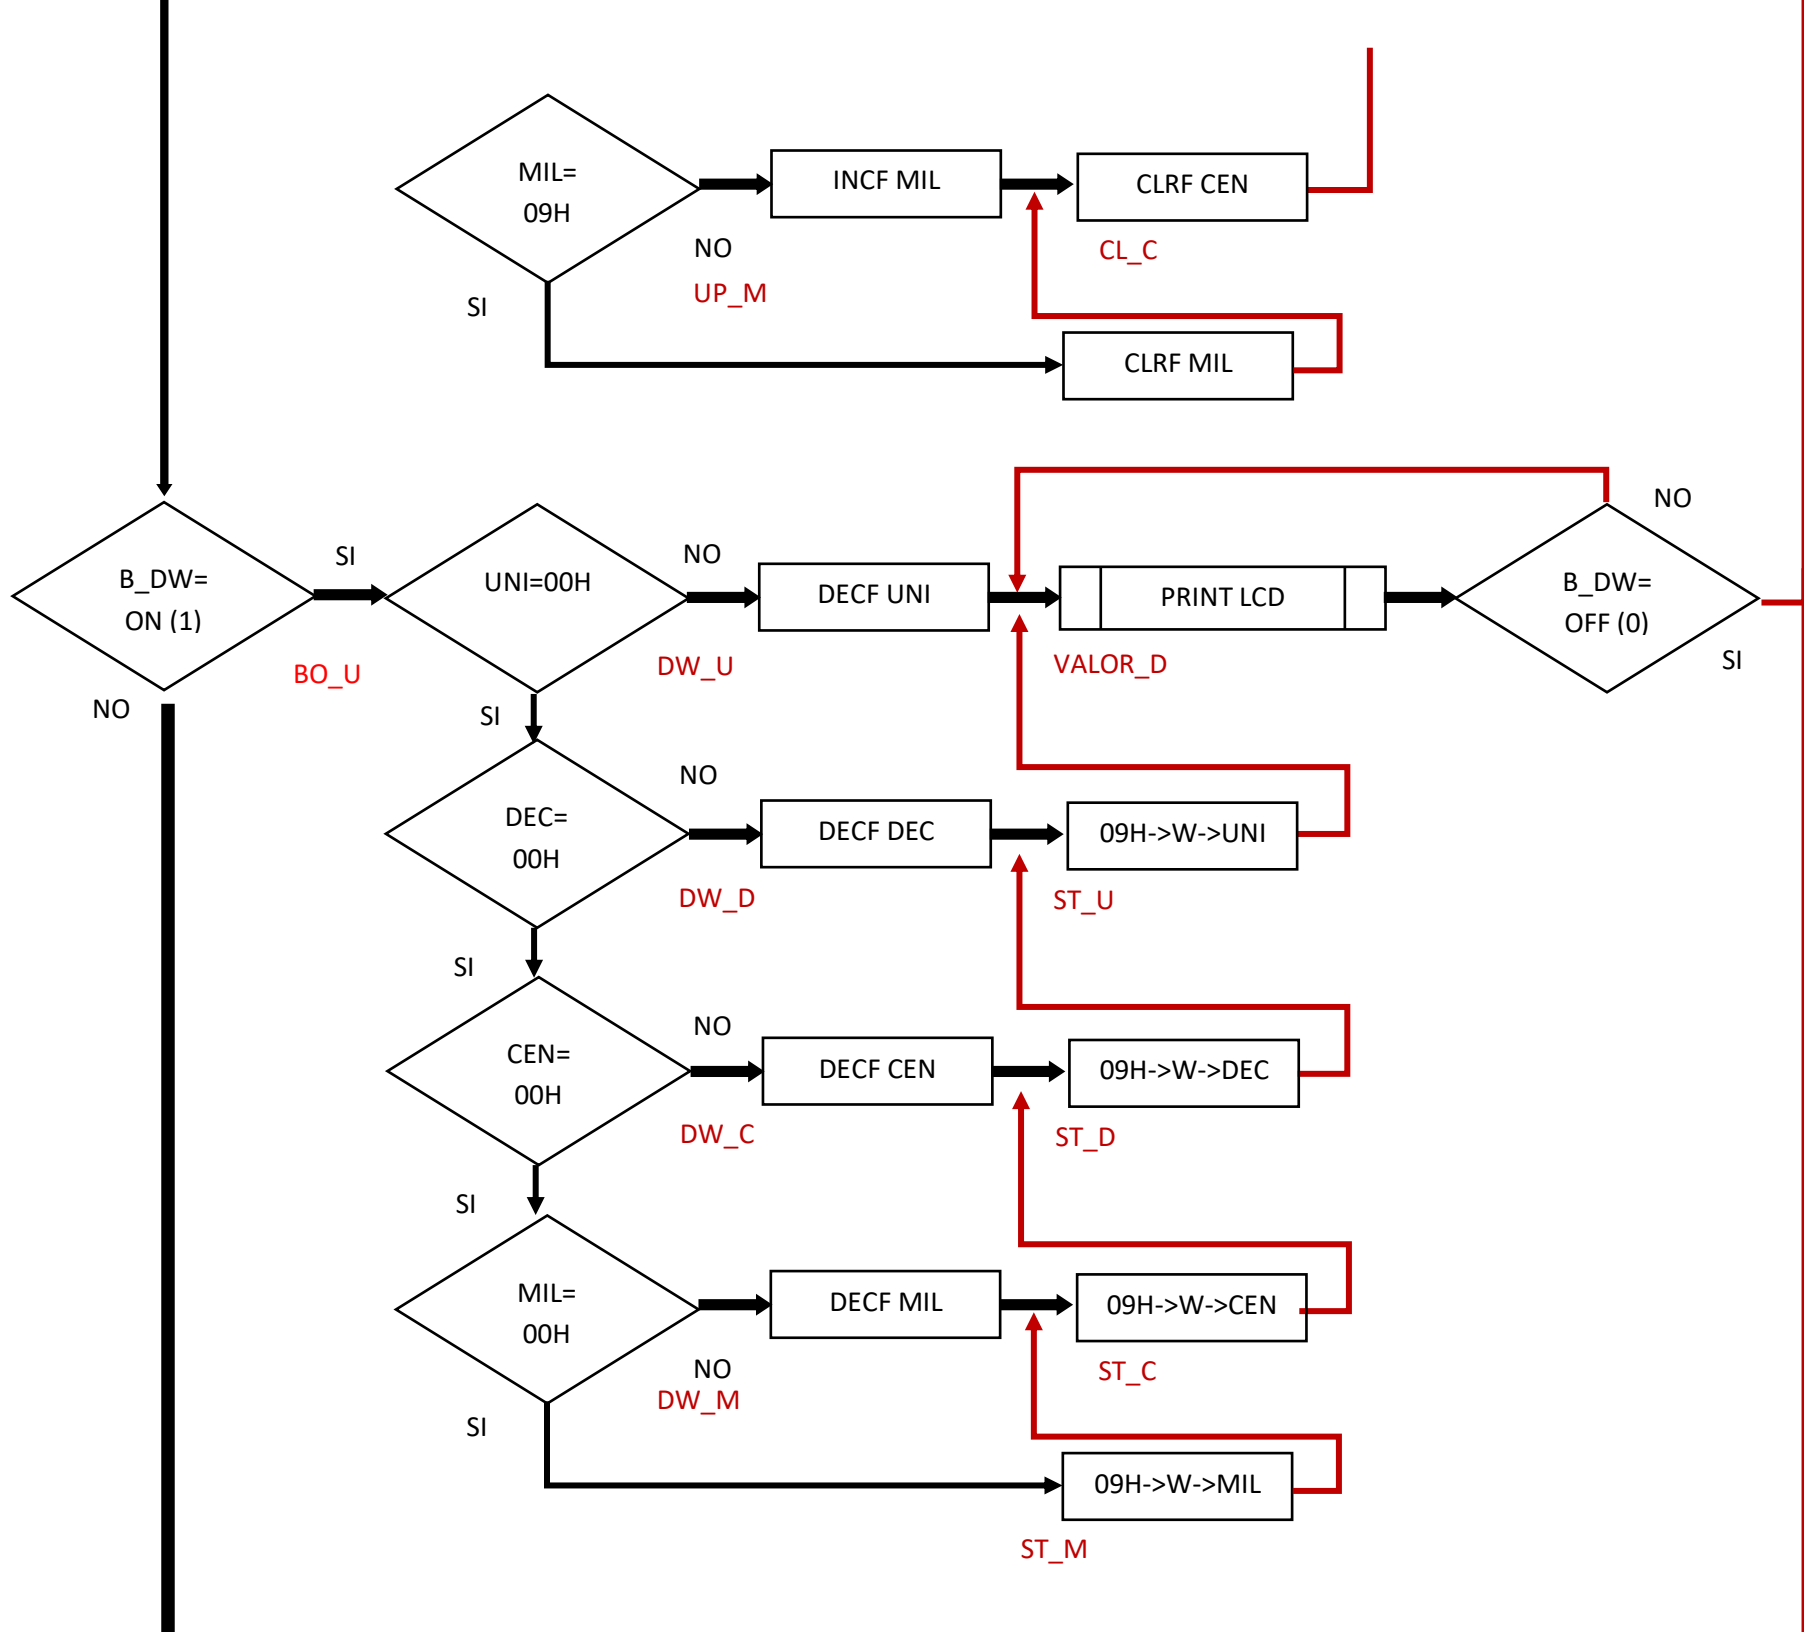 MIL=
09H
INCF MIL
CLRF CEN
NO
CL_C
UP_M
SI
CLRF MIL
NO
B_DW=
ON (1)
SI
UNI=00H
NO
DECF UNI
PRINT LCD
B_DW=
OFF (0)
BO_U
DW_U
VALOR_D
SI
NO
SI
DEC=
00H
NO
DECF DEC
09H->W->UNI
DW_D
ST_U
SI
CEN=
00H
NO
DECF CEN
09H->W->DEC
DW_C
ST_D
SI
MIL=
00H
DECF MIL
09H->W->CEN
NO
DW_M
ST_C
SI
09H->W->MIL
ST_M